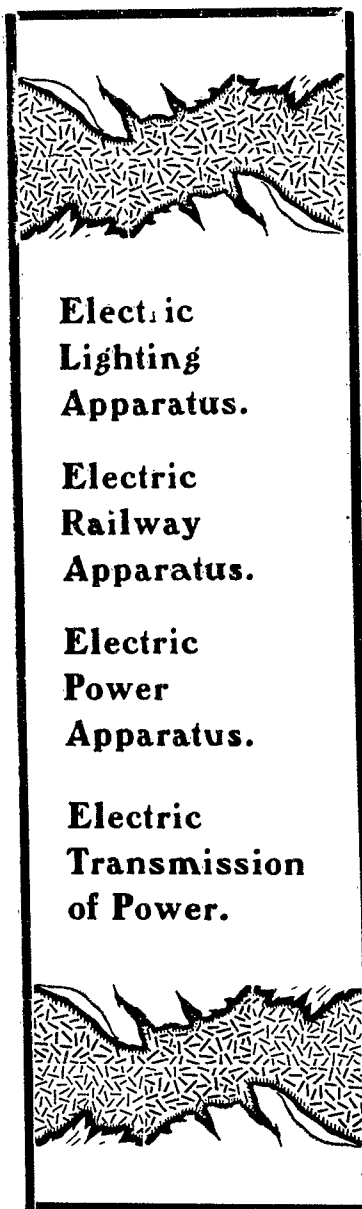 Electric
Lighting
Apparatus.
Electric
Railway
Apparatus.
Electric
Power
Apparatus.
Electric
Transmission
of Power.